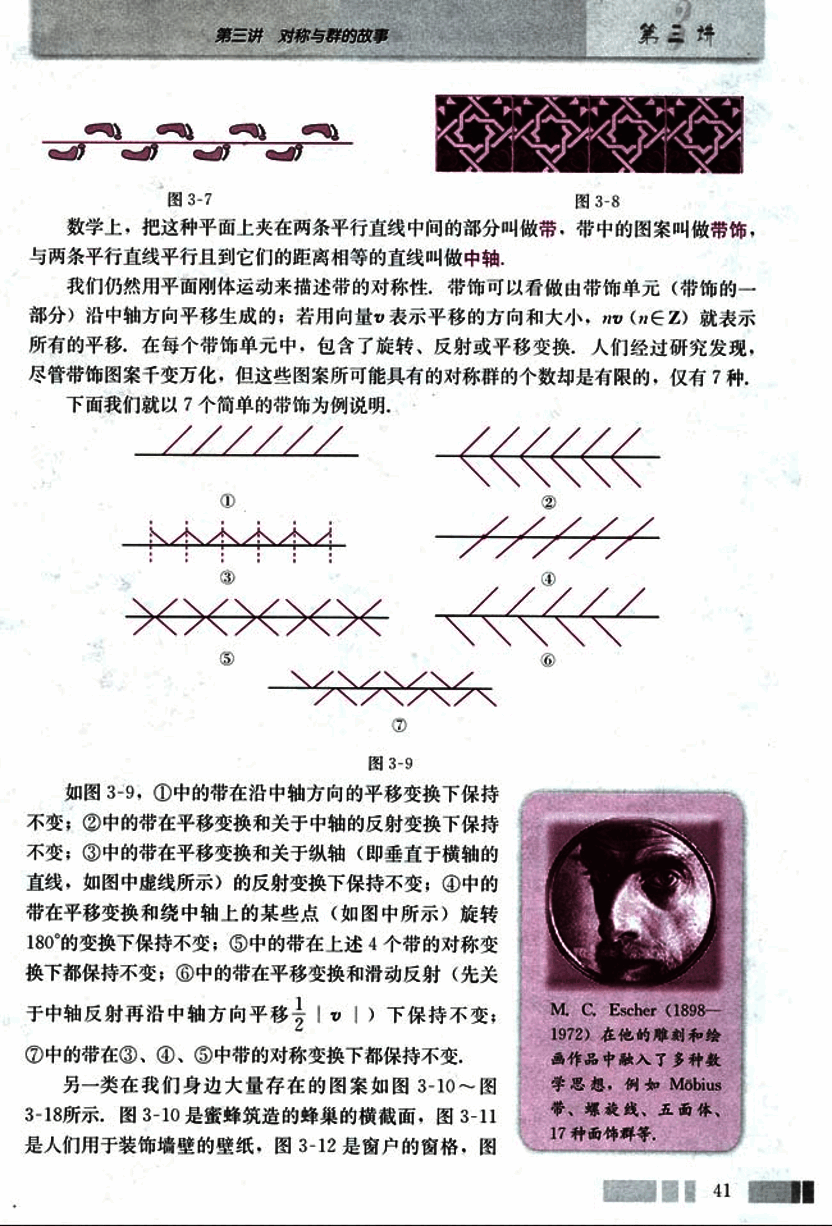 第三讲 对称与群的故事
第三讲
图 3-7
图 3-8
数学上，把这种平面上夹在两条平行直线中间的部分叫做带，带中的图案叫做带饰，
与两条平行直线平行且到它们的距离相等的直线叫做中轴.
我们仍然用平面刚体运动来描述带的对称性. 带饰可以看做由带饰单元（带饰的一
部分）沿中轴方向平移生成的；若用向量v表示平移的方向和大小，nv（n∈Z）就表示
所有的平移. 在每个带饰单元中，包含了旋转、反射或平移变换. 人们经过研究发现，
尽管带饰图案千变万化，但这些图案所可能具有的对称群的个数却是有限的，仅有 7 种.
下面我们就以 7 个简单的带饰为例说明.
①
②
③
④
⑤
⑥
⑦
图 3-9
如图 3-9，①中的带在沿中轴方向的平移变换下保持
不变；②中的带在平移变换和关于中轴的反射变换下保持
不变；③中的带在平移变换和关于纵轴（即垂直于横轴的
直线，如图中虚线所示）的反射变换下保持不变；④中的
带在平移变换和绕中轴上的某些点（如图中所示）旋转
180°的变换下保持不变；⑤中的带在上述 4 个带的对称变
换下都保持不变；⑥中的带在平移变换和滑动反射（先关
于中轴反射再沿中轴方向平移1/2|v|）下保持不变；
⑦中的带在③、④、⑤中带的对称变换下都保持不变.
另一类在我们身边大量存在的图案如图 3-10～图
3-18所示. 图 3-10 是蜜蜂筑造的蜂巢的横截面，图 3-11
是人们用于装饰墙壁的壁纸，图 3-12 是窗户的窗格，图
M. C. Escher（1898—
1972）在他的雕刻和绘
画作品中融入了多种数
学思想，例如 Möbius
带、螺旋线、五面体、
17 种面饰群等.
41